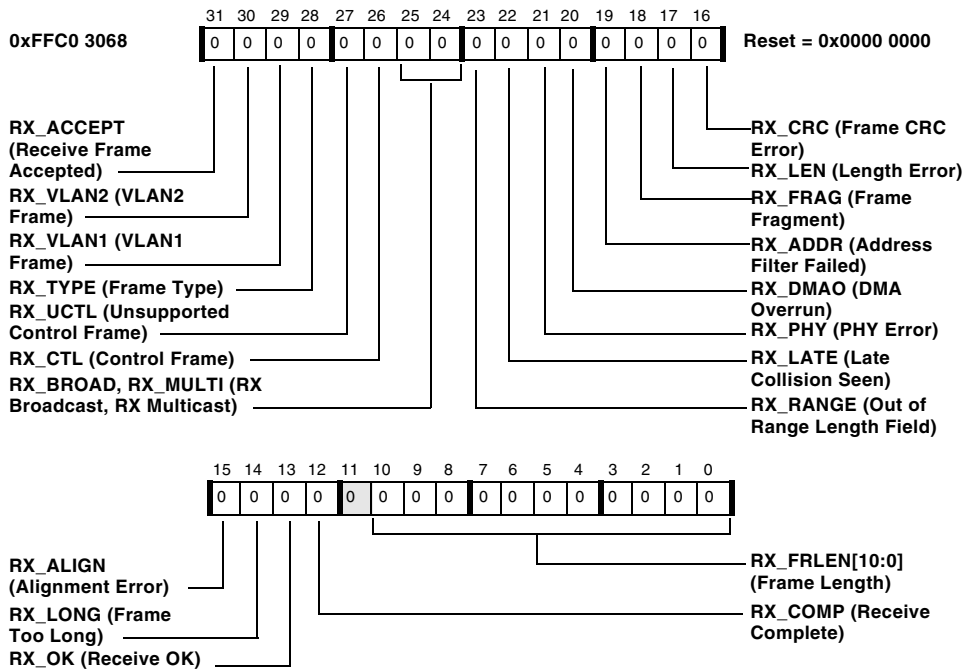 31 30 29 28 27 26 25 24 23 22 21 20 19 18 17 16
0xFFC0 3068
0 0 0 0 0 0 0 0 0 0 0 0 0 0 0 0
Reset = 0x0000 0000
RX_ACCEPT
(Receive Frame
Accepted)
RX_VLAN2 (VLAN2
Frame)
RX_VLAN1 (VLAN1
Frame)
RX_TYPE (Frame Type)
RX_UCTL (Unsupported
Control Frame)
RX_CTL (Control Frame)
RX_BROAD, RX_MULTI (RX
Broadcast, RX Multicast)
RX_CRC (Frame CRC
Error)
RX_LEN (Length Error)
RX_FRAG (Frame
Fragment)
RX_ADDR (Address
Filter Failed)
RX_DMAO (DMA
Overrun)
RX_PHY (PHY Error)
RX_LATE (Late
Collision Seen)
RX_RANGE (Out of
Range Length Field)
15 14 13 12 11 10 9 8 7 6 5 4 3 2 1 0
0 0 0 0 0 0 0 0 0 0 0 0 0 0 0 0
RX_ALIGN
(Alignment Error)
RX_LONG (Frame
Too Long)
RX_OK (Receive OK)
RX_FRLEN[10:0]
(Frame Length)
RX_COMP (Receive
Complete)